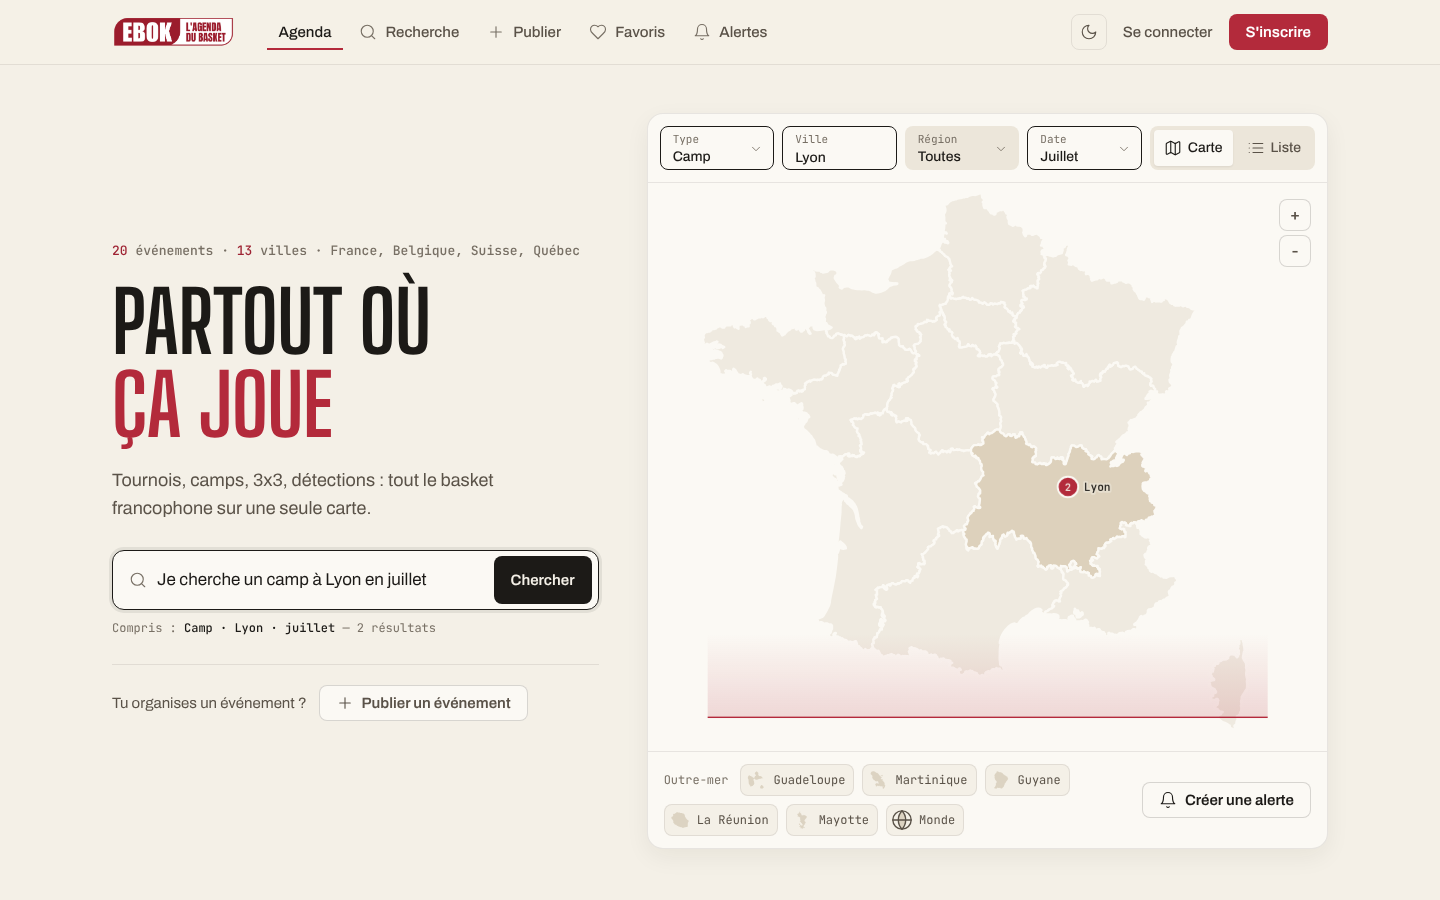 EBOK L'AGENDA DU BASKET
Agenda
Recherche
Publier
Favoris
Alertes
Se connecter
S'inscrire
20 événements · 13 villes · France, Belgique, Suisse, Québec
PARTOUT OÙ
ÇA JOUE
Tournois, camps, 3x3, détections : tout le basket
francophone sur une seule carte.
Je cherche un camp à Lyon en juillet
Chercher
Compris : Camp · Lyon · juillet — 2 résultats
Tu organises un événement ?
+ Publier un événement
Type
Camp
Ville
Lyon
Région
Toutes
Date
Juillet
Carte
Liste
+
-
2 Lyon
Outre-mer
Guadeloupe
Martinique
Guyane
La Réunion
Mayotte
Monde
Créer une alerte